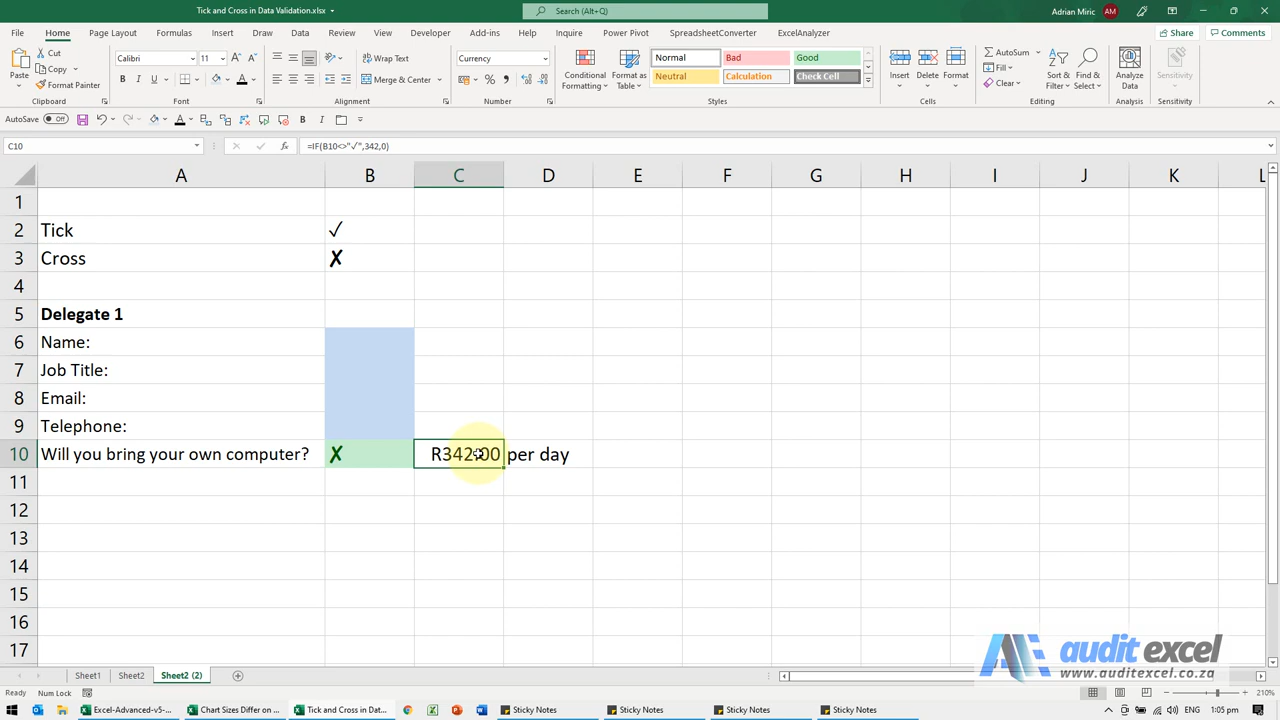 Tick and Cross in Data Validation.xlsx
Search (Alt+Q)
Adrian Miric
AM
File
Home
Page Layout
Formulas
Insert
Draw
Data
Review
View
Developer
Add-ins
Help
Inquire
Power Pivot
SpreadsheetConverter
ExcelAnalyzer
Share
Comments
Paste
Cut
Copy
Format Painter
Clipboard
Calibri
11
B I U
Font
Wrap Text
Merge & Center
Alignment
Currency
Number
Conditional Formatting
Format as Table
Normal
Bad
Good
Neutral
Calculation
Check Cell
Styles
Insert
Delete
Format
Cells
AutoSum
Fill
Clear
Sort & Filter
Find & Select
Editing
Analyze Data
Analysis
Sensitivity
Sensitivity
AutoSave Off
C10
fx
=IF(B10<>"✓",342,0)
A B C D E F G H I J K L
1
2 Tick ✓
3 Cross ✗
4
5 Delegate 1
6 Name:
7 Job Title:
8 Email:
9 Telephone:
10 Will you bring your own computer? ✗ R342.00 per day
11
12
13
14
15
16
17
audit excel
www.auditexcel.co.za
Sheet1
Sheet2
Sheet2 (2)
Ready
Num Lock
210%
Excel-Advanced-v5-...
Chart Sizes Differ on ...
Tick and Cross in Dat...
Sticky Notes
Sticky Notes
Sticky Notes
Sticky Notes
1:05 pm